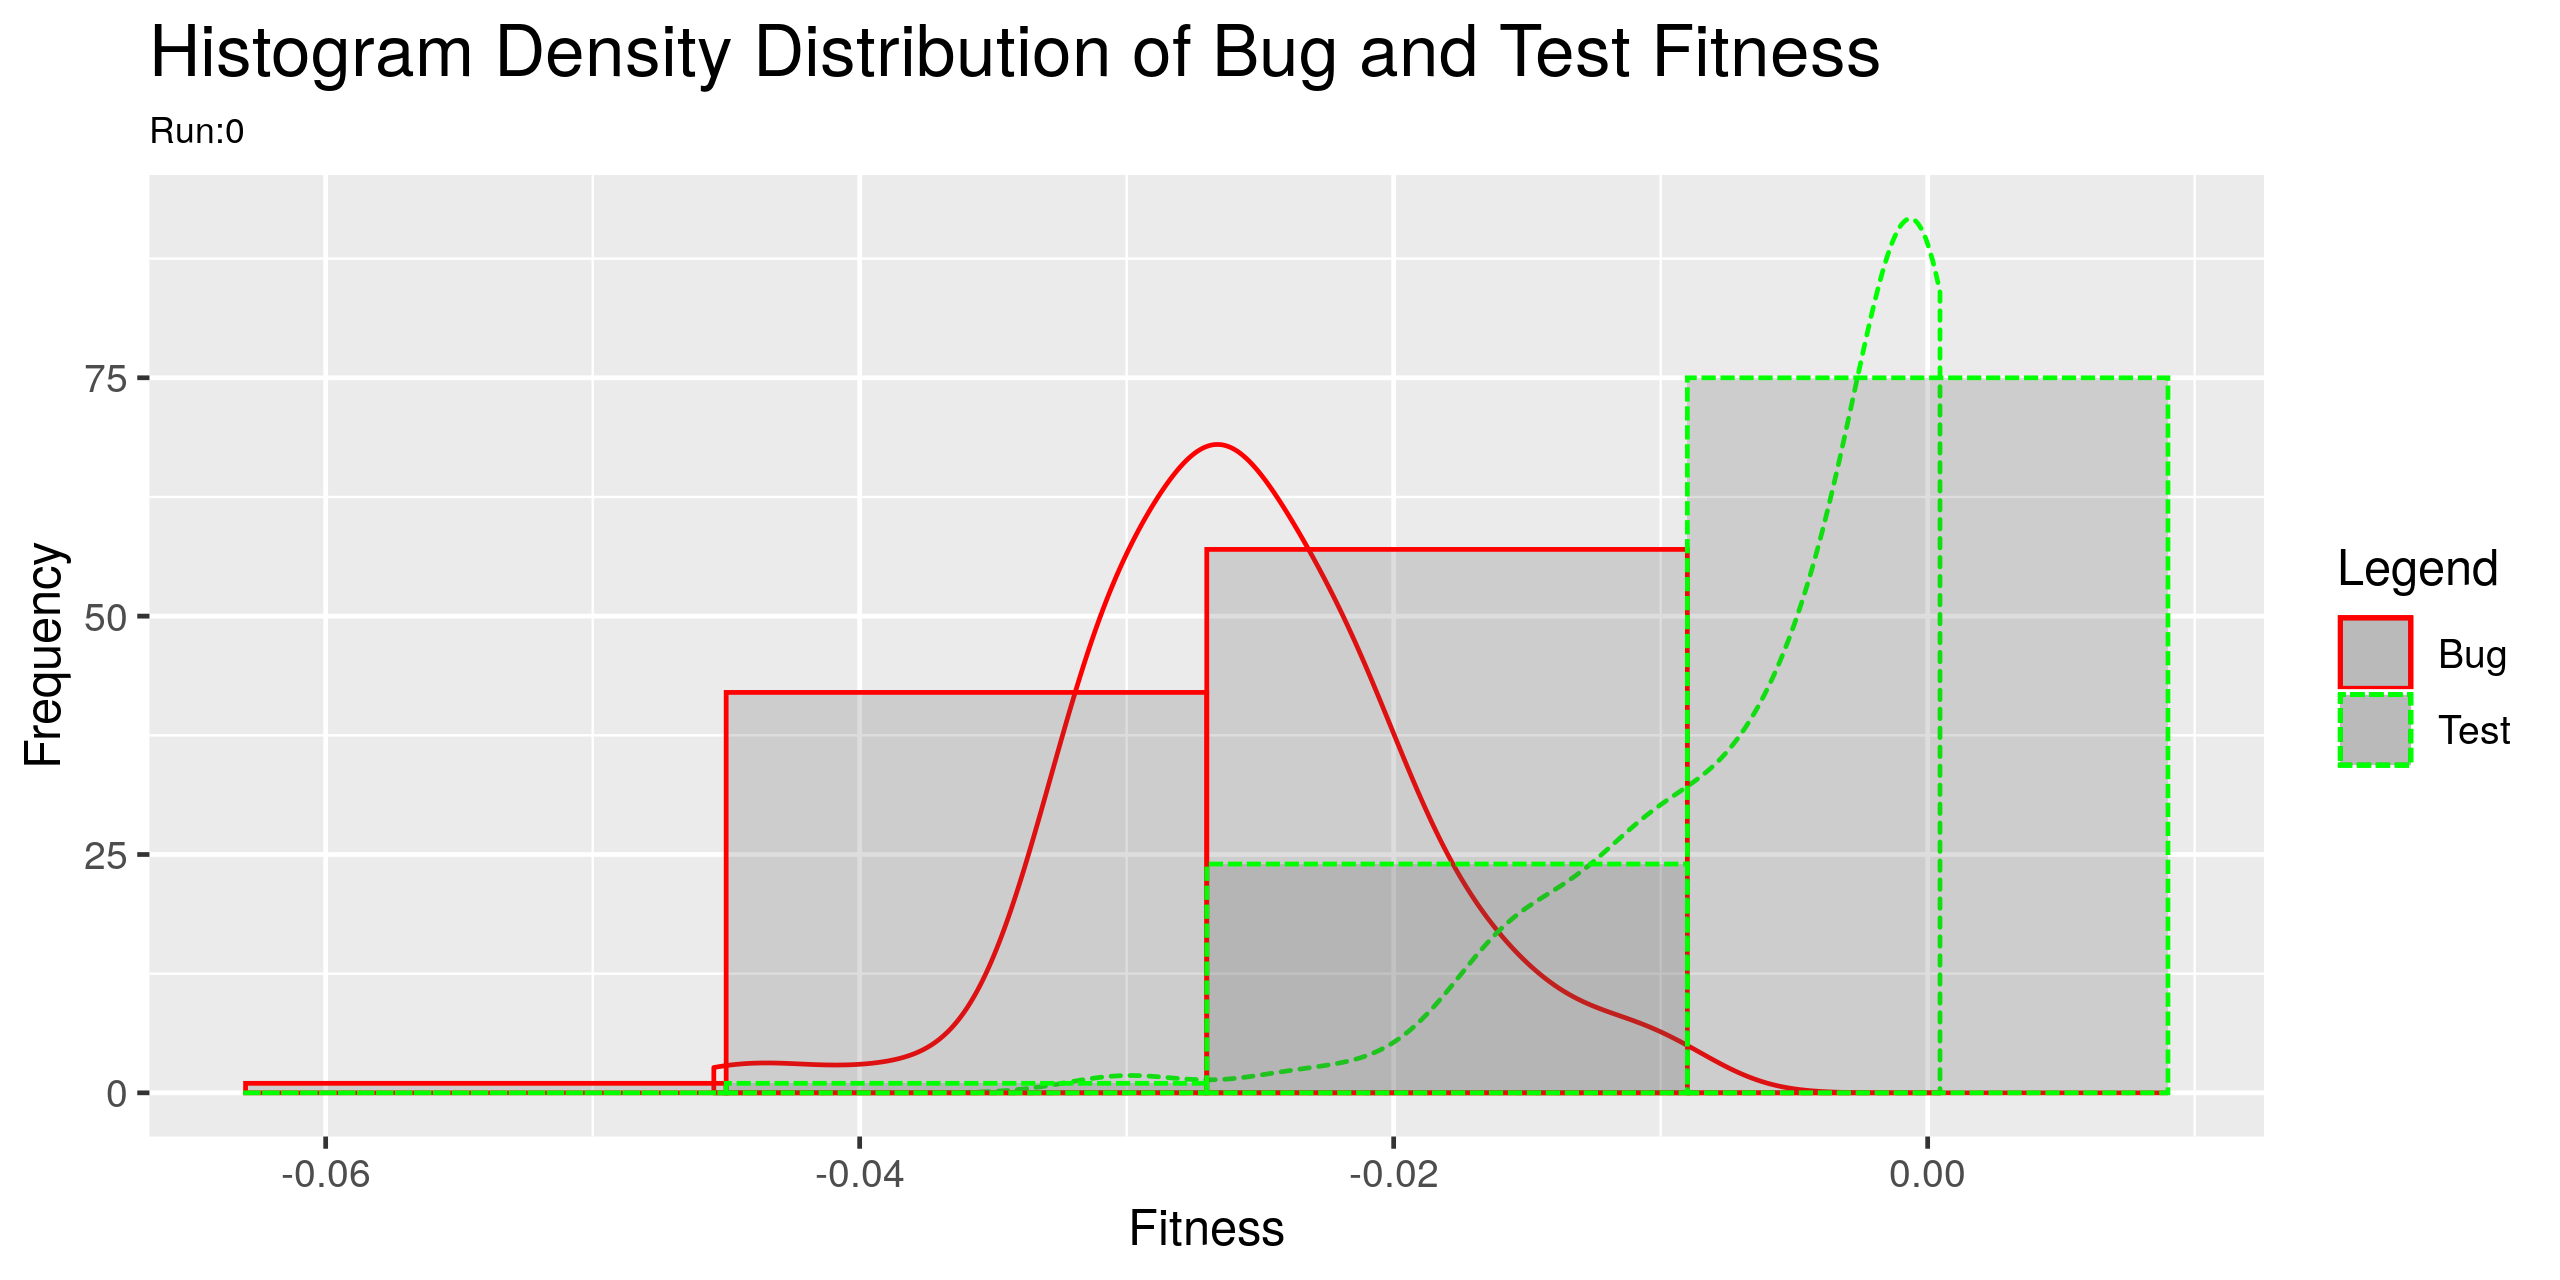 Histogram Density Distribution of Bug and Test Fitness
Run:0
Frequency
75
50
25
0
-0.06
-0.04
-0.02
0.00
Fitness
Legend
Bug
Test